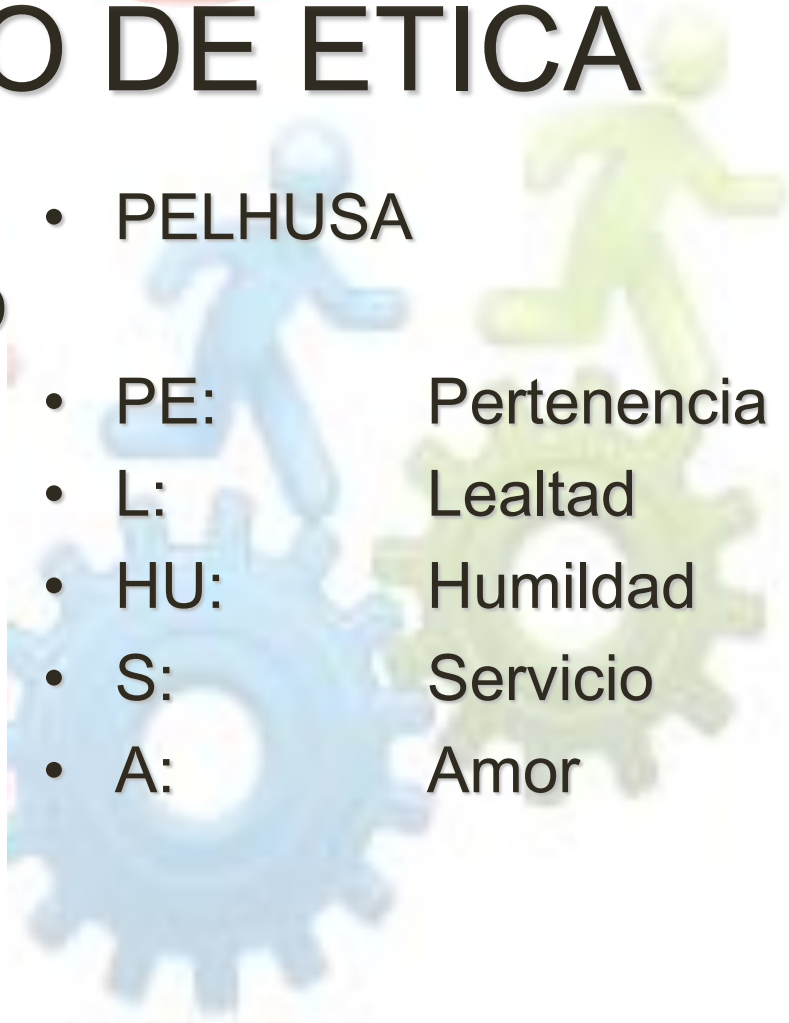 O DE ETICA
• PELHUSA
• PE: Pertenencia
• L: Lealtad
• HU: Humildad
• S: Servicio
• A: Amor